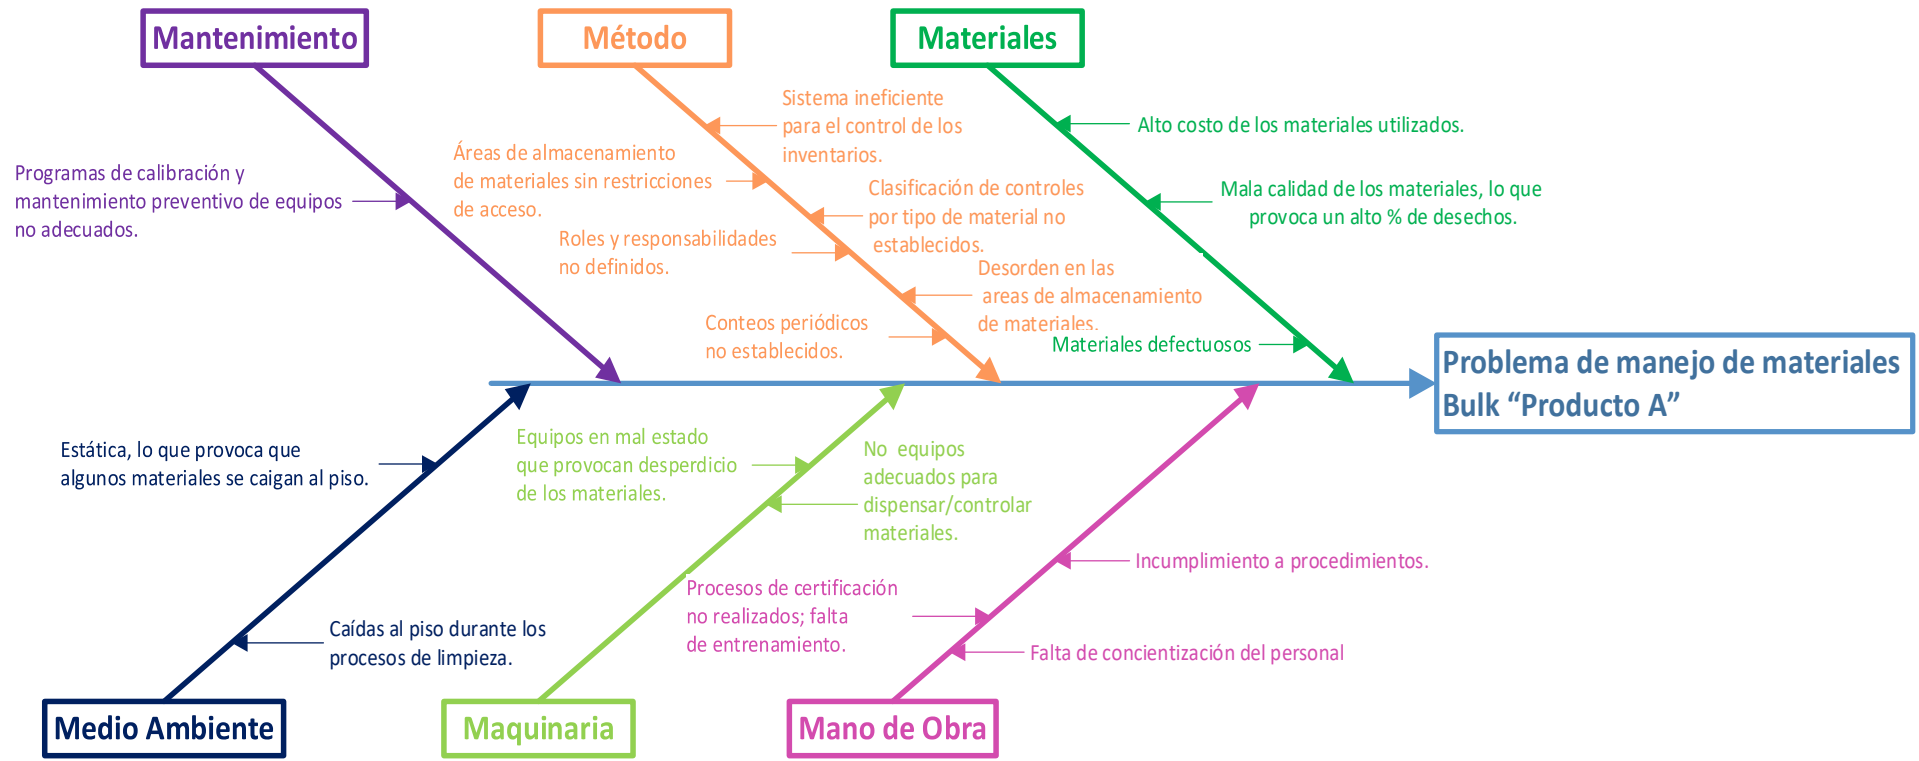 Mantenimiento
Método
Materiales
Programas de calibración y
mantenimiento preventivo de equipos
no adecuados.
Sistema ineficiente
para el control de los
inventarios.
Áreas de almacenamiento
de materiales sin restricciones
de acceso.
Clasificación de controles
por tipo de material no
establecidos.
Roles y responsabilidades
no definidos.
Desorden en las
areas de almacenamiento
de materiales.
Conteos periódicos
no establecidos.
Alto costo de los materiales utilizados.
Mala calidad de los materiales, lo que
provoca un alto % de desechos.
Materiales defectuosos
Problema de manejo de materiales
Bulk “Producto A”
Estática, lo que provoca que
algunos materiales se caigan al piso.
Caídas al piso durante los
procesos de limpieza.
Equipos en mal estado
que provocan desperdicio
de los materiales.
No equipos
adecuados para
dispensar/controlar
materiales.
Incumplimiento a procedimientos.
Procesos de certificación
no realizados; falta
de entrenamiento.
Falta de concientización del personal
Medio Ambiente
Maquinaria
Mano de Obra